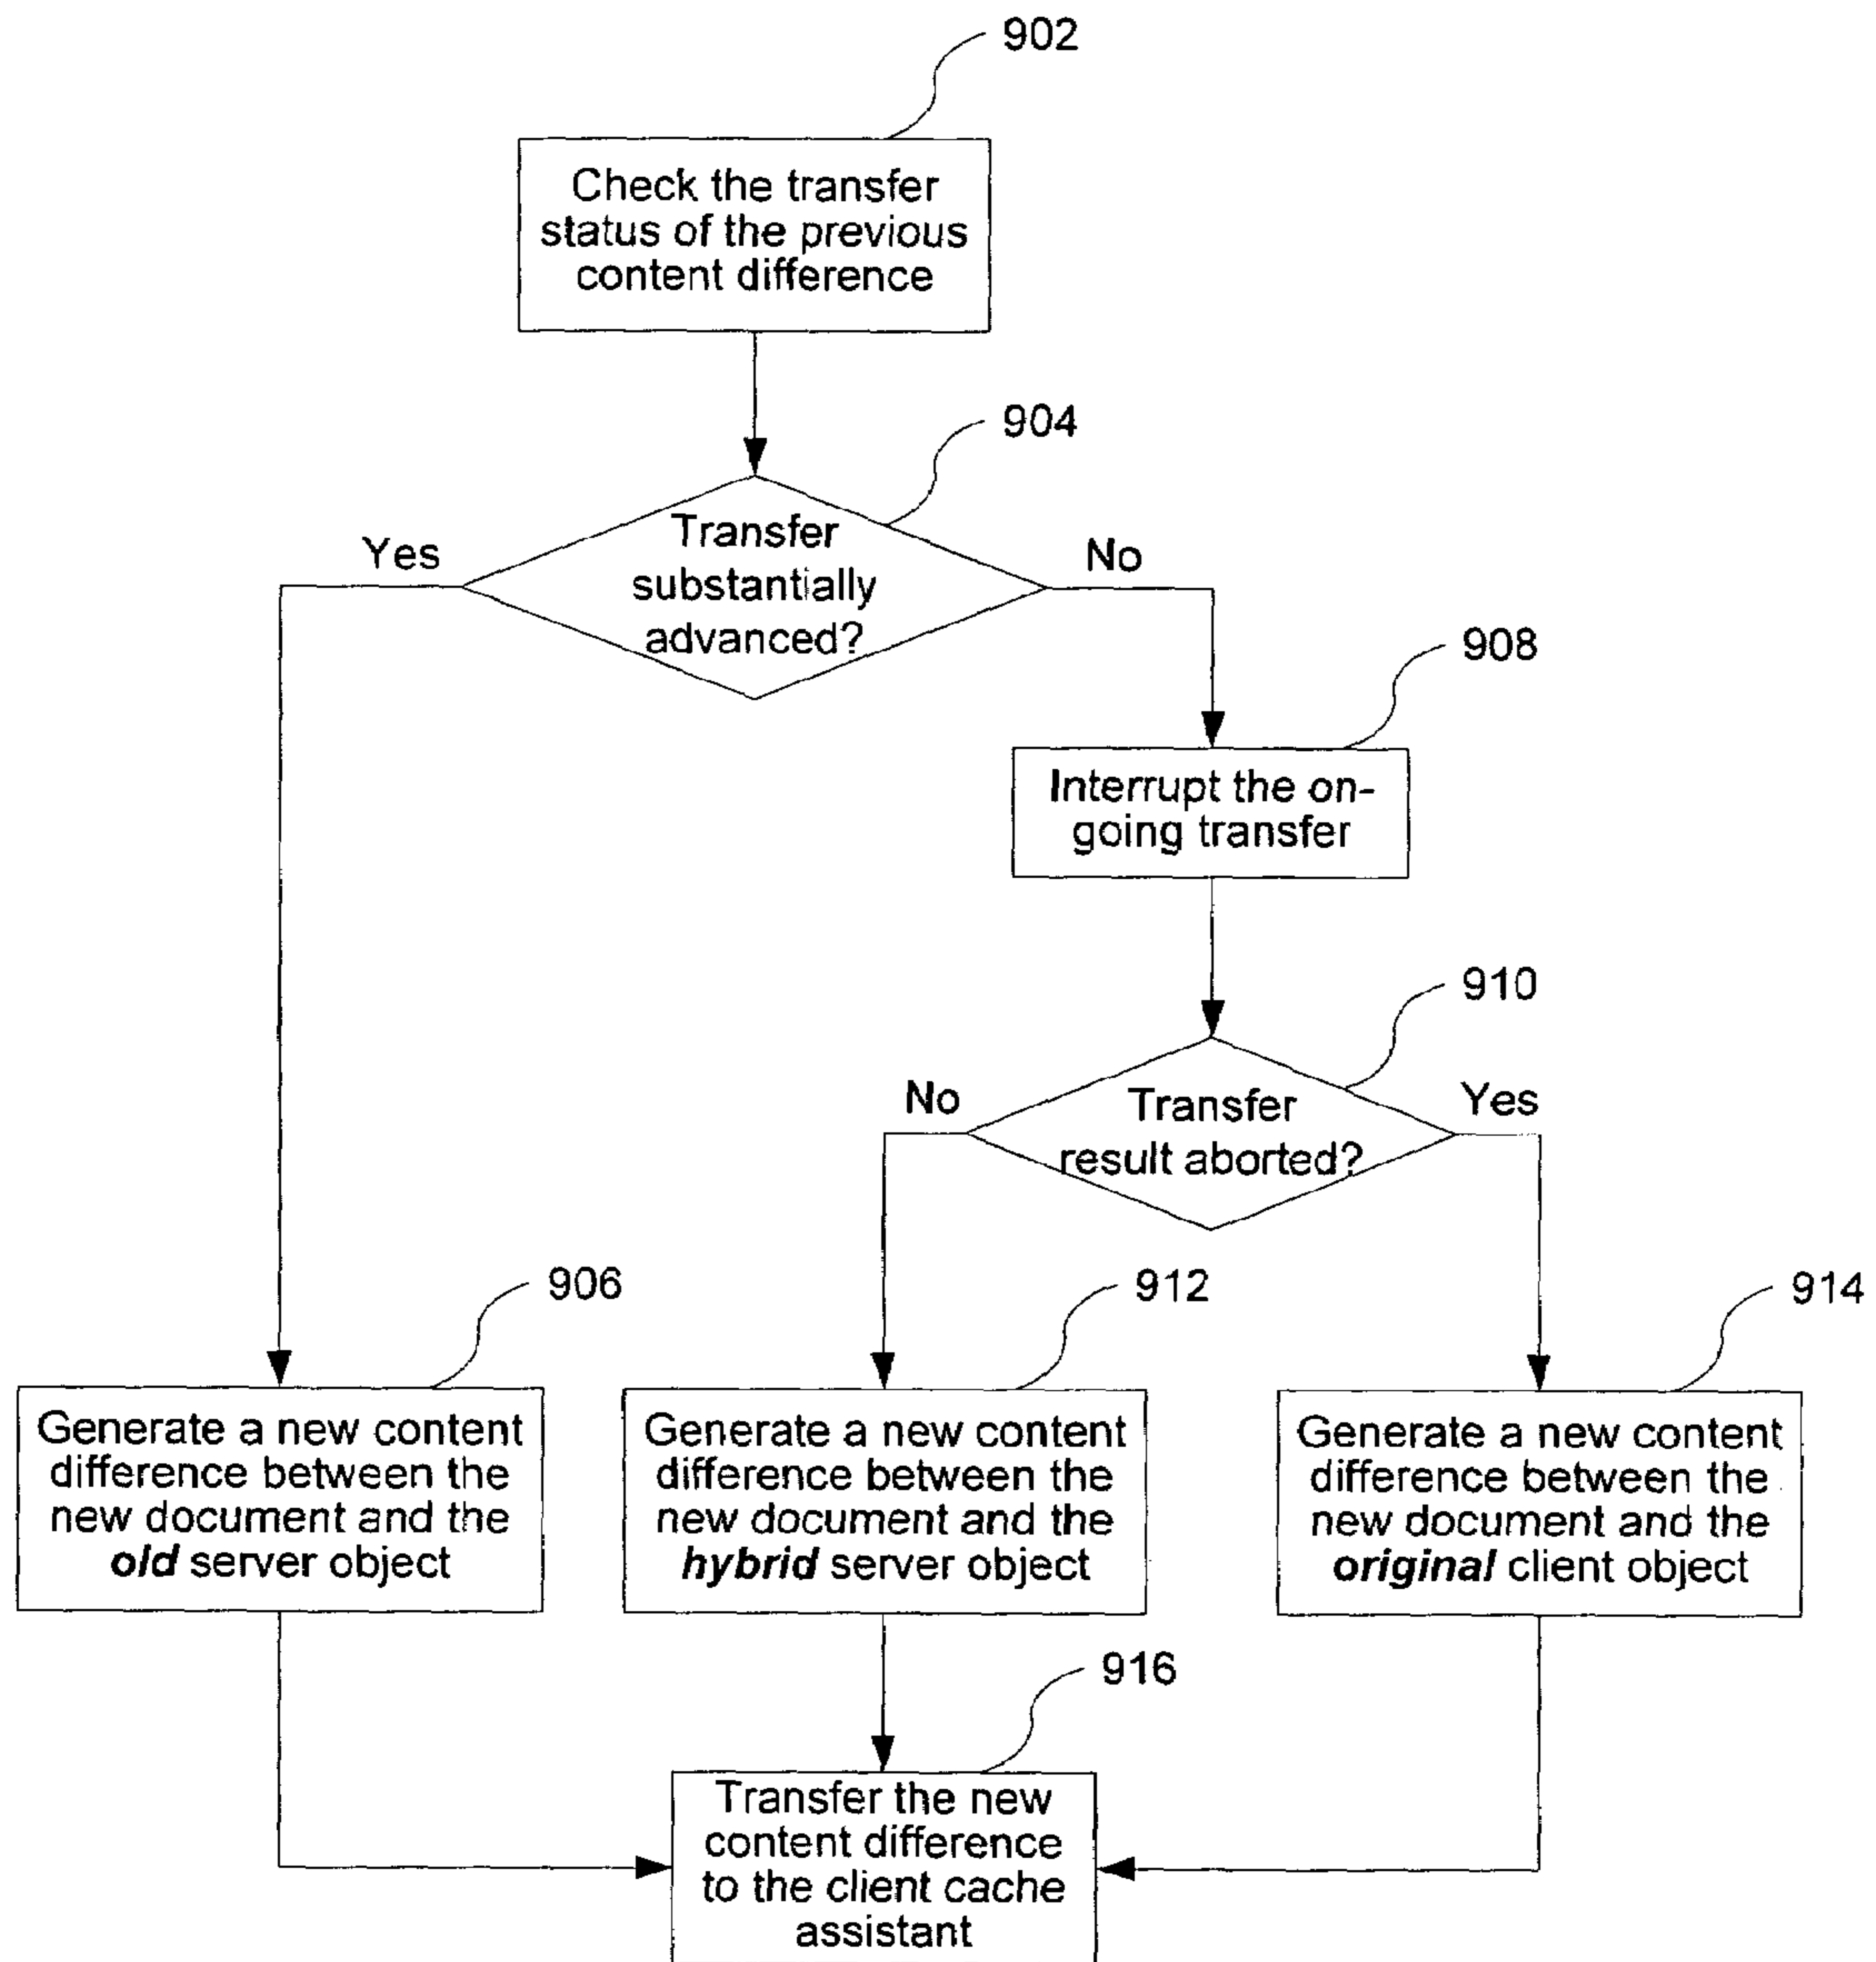 902
Check the transfer
status of the previous
content difference
904
Transfer
substantially
advanced?
Yes
No
908
Interrupt the on-
going transfer
910
Transfer
result aborted?
No
Yes
906
Generate a new content
difference between the
new document and the
old server object
912
Generate a new content
difference between the
new document and the
hybrid server object
914
Generate a new content
difference between the
new document and the
original client object
916
Transfer the new
content difference
to the client cache
assistant